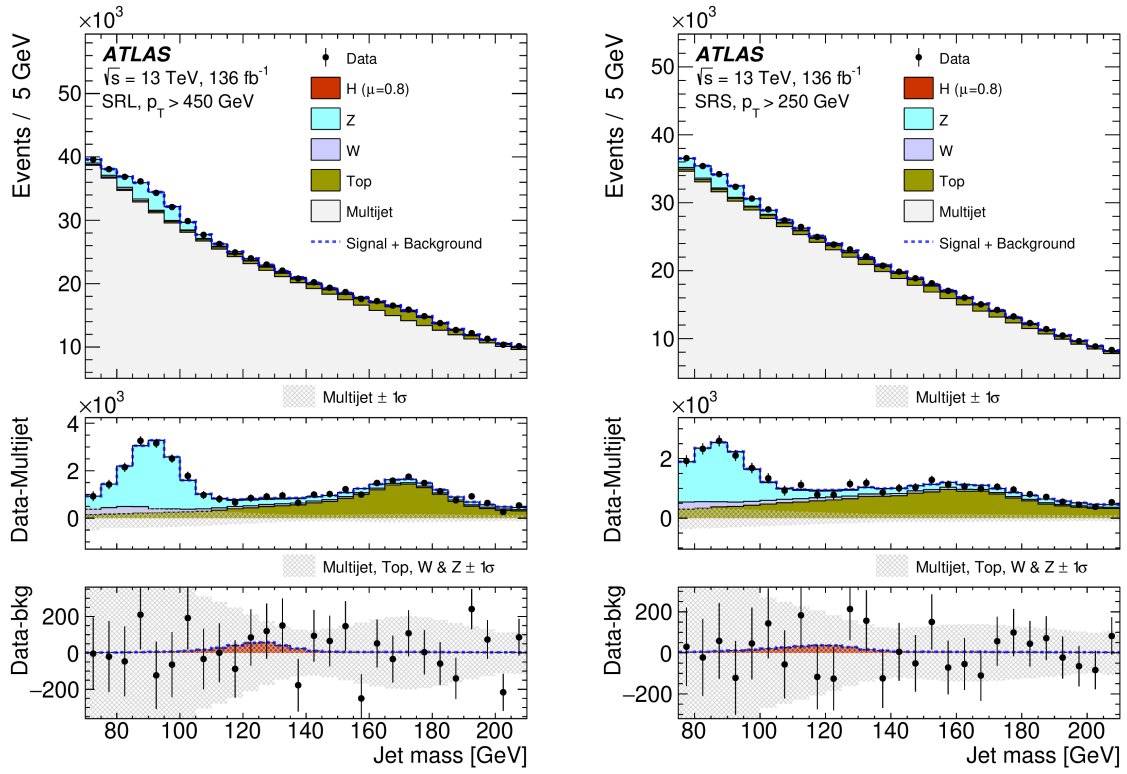 ×10³
Events / 5 GeV
ATLAS
√s = 13 TeV, 136 fb⁻¹
SRL, p_T > 450 GeV
Data
H (μ=0.8)
Z
W
Top
Multijet
Signal + Background
50
40
30
20
10
Multijet ± 1σ
×10³
Data-Multijet
4
2
0
Multijet, Top, W & Z ± 1σ
Data-bkg
200
0
−200
80 100 120 140 160 180 200
Jet mass [GeV]
×10³
Events / 5 GeV
ATLAS
√s = 13 TeV, 136 fb⁻¹
SRS, p_T > 250 GeV
Data
H (μ=0.8)
Z
W
Top
Multijet
Signal + Background
50
40
30
20
10
Multijet ± 1σ
×10³
Data-Multijet
2
0
Multijet, Top, W & Z ± 1σ
Data-bkg
200
0
−200
80 100 120 140 160 180 200
Jet mass [GeV]